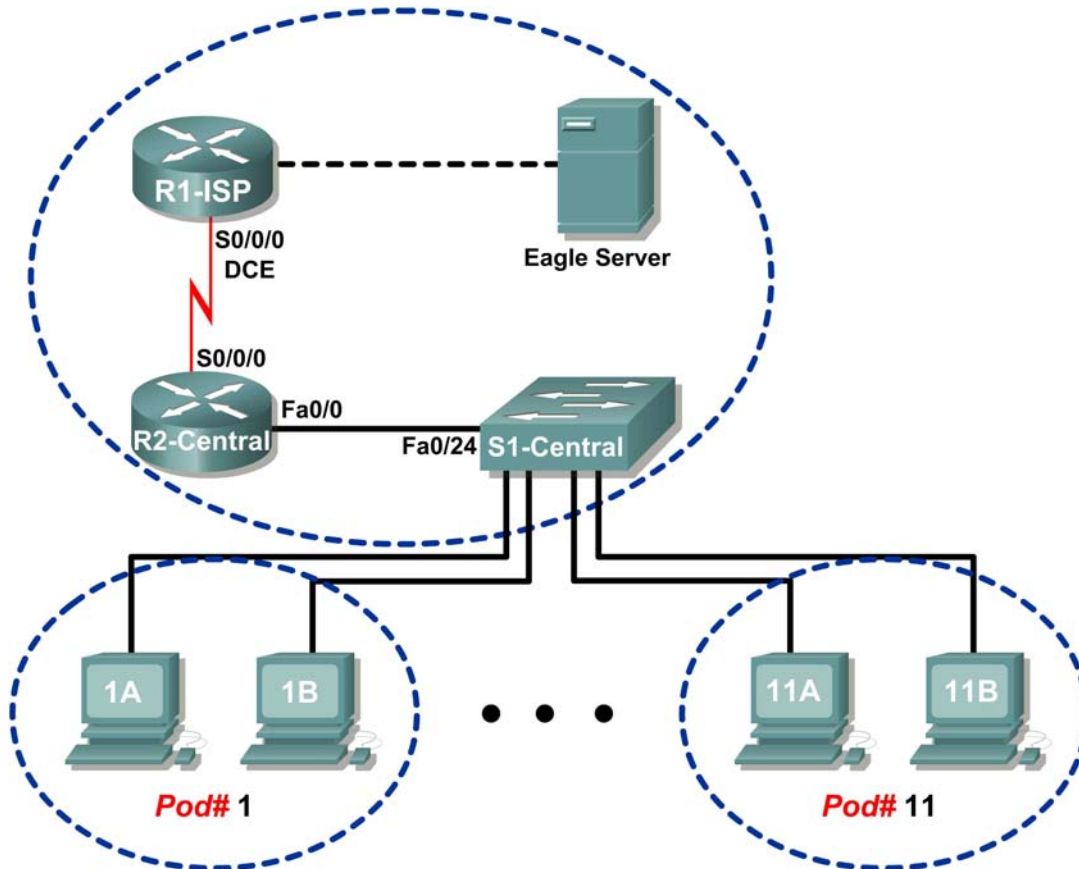 R1-ISP
S0/0/0
DCE
Eagle Server
S0/0/0
R2-Central
Fa0/0
Fa0/24
S1-Central
1A
1B
11A
11B
Pod# 1
Pod# 11